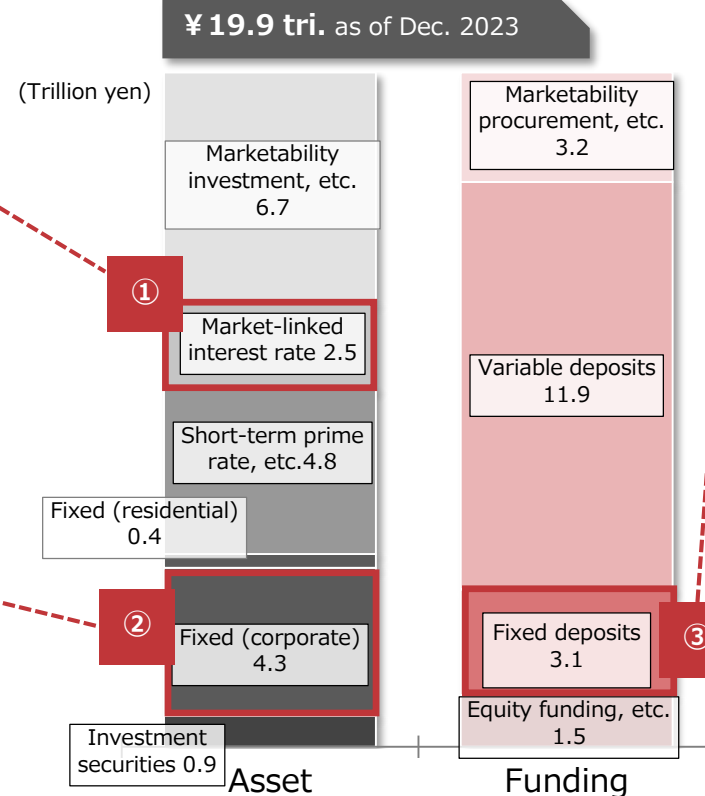 ¥ 19.9 tri. as of Dec. 2023
(Trillion yen)
Marketability
investment, etc.
6.7
①
Market-linked
interest rate 2.5
Short-term prime
rate, etc.4.8
Fixed (residential)
0.4
②
Fixed (corporate)
4.3
Investment
securities 0.9
Asset
Marketability
procurement, etc.
3.2
Variable deposits
11.9
Fixed deposits
3.1
③
Equity funding, etc.
1.5
Funding